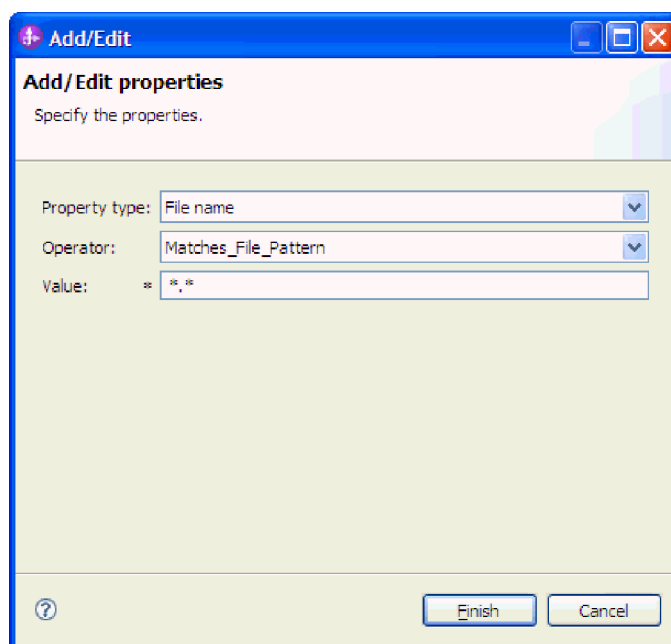 Add/Edit
Add/Edit properties
Specify the properties.
Property type: File name
Operator: Matches_File_Pattern
Value: * *.*
Finish Cancel